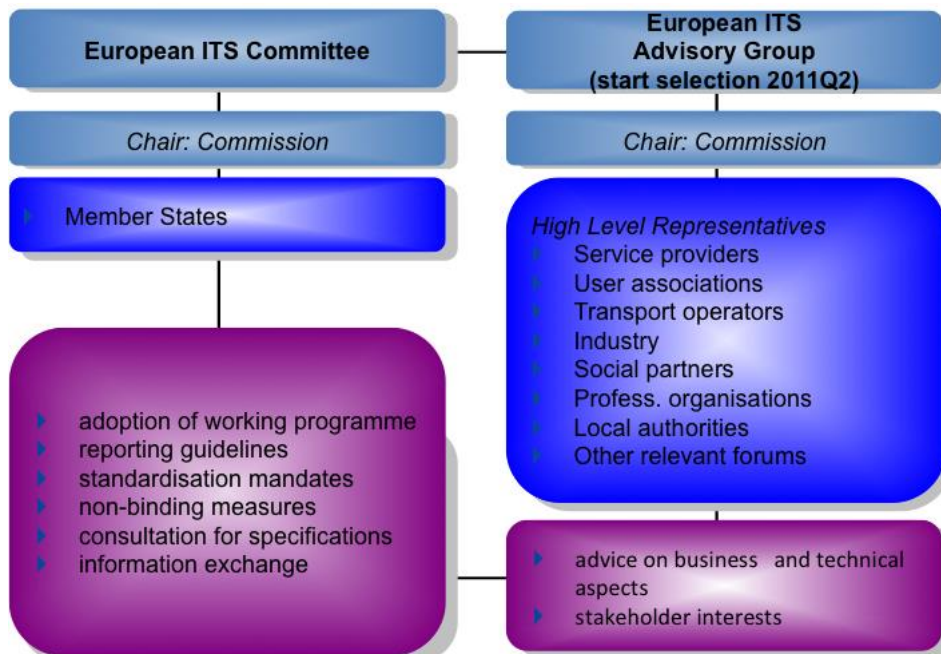 European ITS Committee
Chair: Commission
Member States
adoption of working programme
reporting guidelines
standardisation mandates
non-binding measures
consultation for specifications
information exchange
European ITS
Advisory Group
(start selection 2011Q2)
Chair: Commission
High Level Representatives
Service providers
User associations
Transport operators
Industry
Social partners
Profess. organisations
Local authorities
Other relevant forums
advice on business and technical
aspects
stakeholder interests